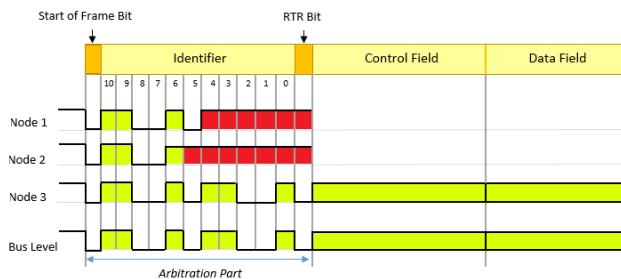 Start of Frame Bit
RTR Bit
Identifier
Control Field
Data Field
10 9 8 7 6 5 4 3 2 1 0
Node 1
Node 2
Node 3
Bus Level
Arbitration Part